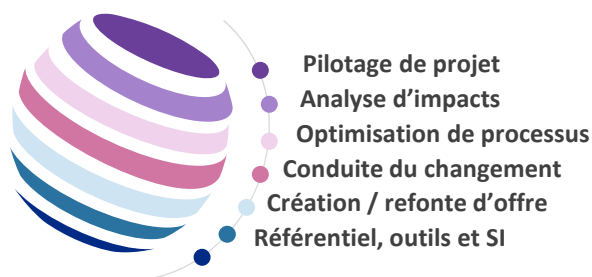 Pilotage de projet
Analyse d’impacts
Optimisation de processus
Conduite du changement
Création / refonte d’offre
Référentiel, outils et SI